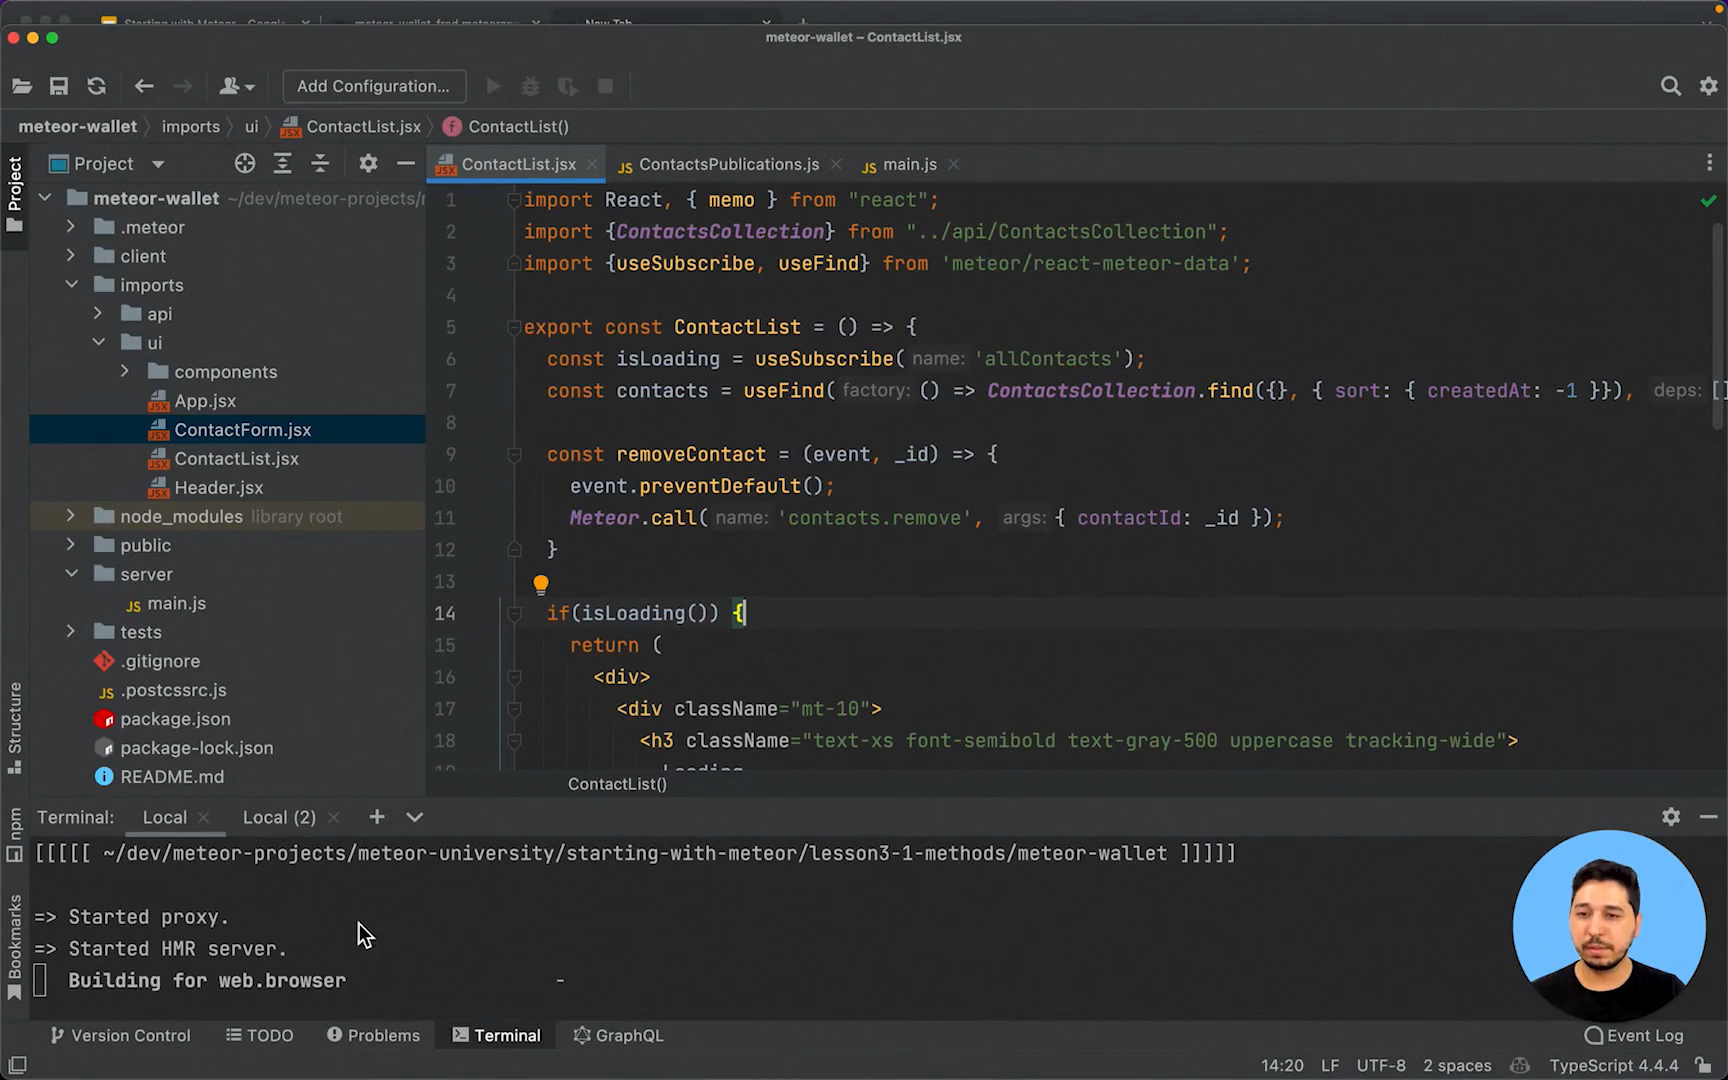 Starting with Meteor - Google
New Tab
meteor-wallet – ContactList.jsx
Add Configuration...
meteor-wallet imports ui ContactList.jsx ContactList()
Project
ContactList.jsx
ContactsPublications.js
main.js
Project
Structure
npm
Bookmarks
meteor-wallet ~/dev/meteor-projects/
.meteor
client
imports
api
ui
components
App.jsx
ContactForm.jsx
ContactList.jsx
Header.jsx
node_modules library root
public
server
main.js
tests
.gitignore
.postcssrc.js
package.json
package-lock.json
README.md
1 import React, { memo } from "react";
2 import {ContactsCollection} from "../api/ContactsCollection";
3 import {useSubscribe, useFind} from 'meteor/react-meteor-data';
4
5 export const ContactList = () => {
6 const isLoading = useSubscribe( name: 'allContacts');
7 const contacts = useFind( factory: () => ContactsCollection.find({}, { sort: { createdAt: -1 }}), deps: []
8
9 const removeContact = (event, _id) => {
10 event.preventDefault();
11 Meteor.call( name: 'contacts.remove', args: { contactId: _id });
12 }
13
14 if(isLoading()) {
15 return (
16 <div>
17 <div className="mt-10">
18 <h3 className="text-xs font-semibold text-gray-500 uppercase tracking-wide">
ContactList()
Terminal: Local Local (2)
[[[[[ ~/dev/meteor-projects/meteor-university/starting-with-meteor/lesson3-1-methods/meteor-wallet ]]]]]
=> Started proxy.
=> Started HMR server.
Building for web.browser -
Version Control TODO Problems Terminal GraphQL Event Log
14:20 LF UTF-8 2 spaces TypeScript 4.4.4